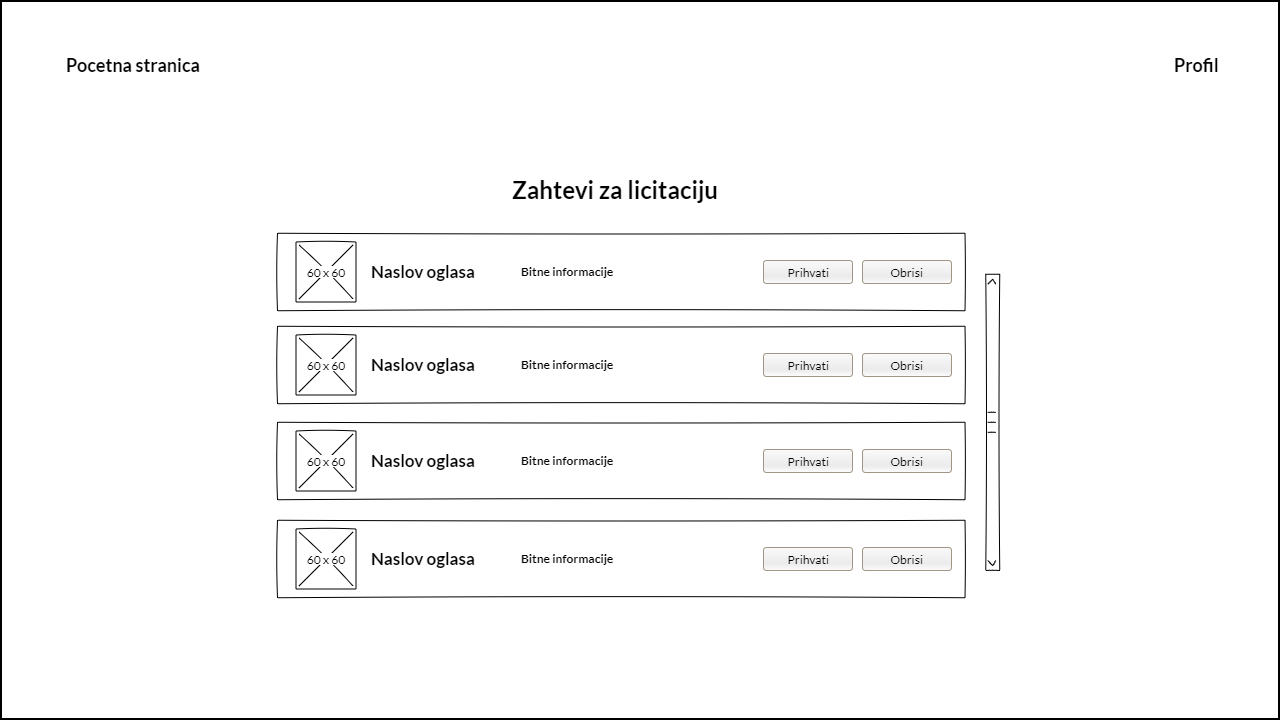 Pocetna stranica
Profil
Zahtevi za licitaciju
60 x 60
Naslov oglasa
Bitne informacije
Prihvati
Obrisi
60 x 60
Naslov oglasa
Bitne informacije
Prihvati
Obrisi
60 x 60
Naslov oglasa
Bitne informacije
Prihvati
Obrisi
60 x 60
Naslov oglasa
Bitne informacije
Prihvati
Obrisi